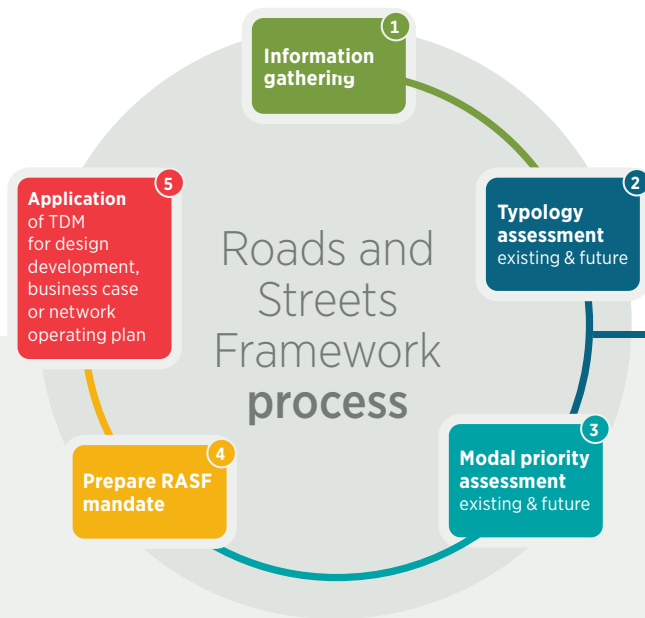 1
Information
gathering
2
Typology
assessment
existing & future
3
Modal priority
assessment
existing & future
4
Prepare RASF
mandate
5
Application
of TDM
for design
development,
business case
or network
operating plan
Roads and
Streets
Framework
process